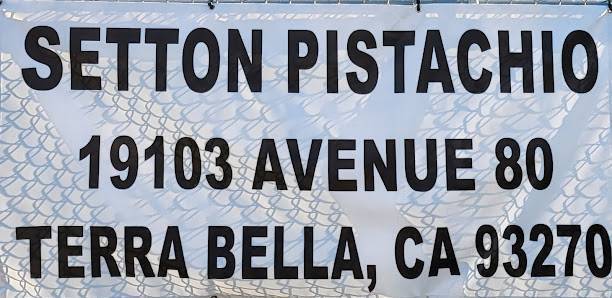 SETTON PISTACHIO
19103 AVENUE 80
TERRA BELLA, CA 93270